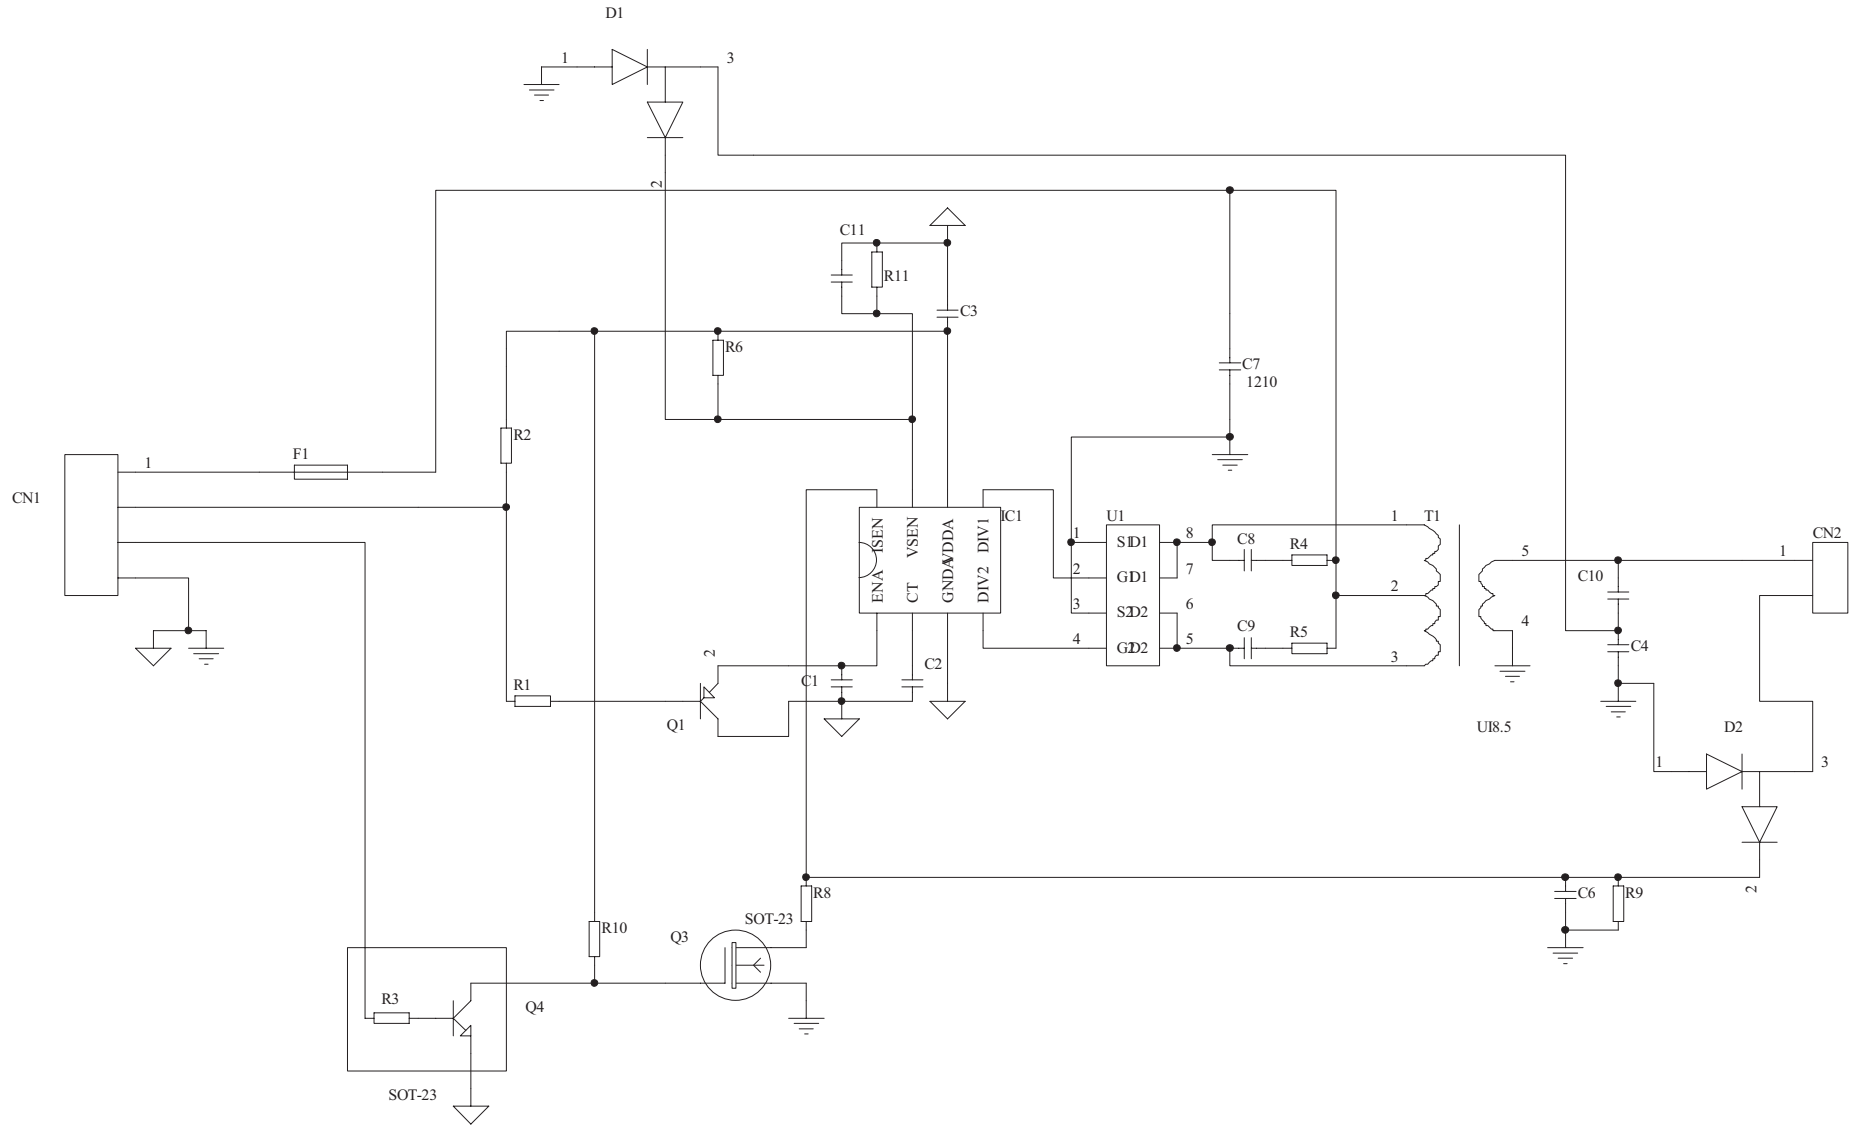 D1
1
3
2
C11
R11
C3
R6
C7
1210
R2
F1
1
CN1
IC1
ISEN
VSEN
VDDA
DIV1
ENA
CT
GNDA
DIV2
U1
1
S1
D1
8
2
G1
D1
7
3
S2
D2
6
4
G2
D2
5
C8
R4
C9
R5
1
T1
2
3
5
4
CN2
1
C10
C4
UI8.5
D2
1
3
2
R1
2
Q1
C1
C2
R8
C6
R9
SOT-23
Q3
R10
R3
Q4
SOT-23